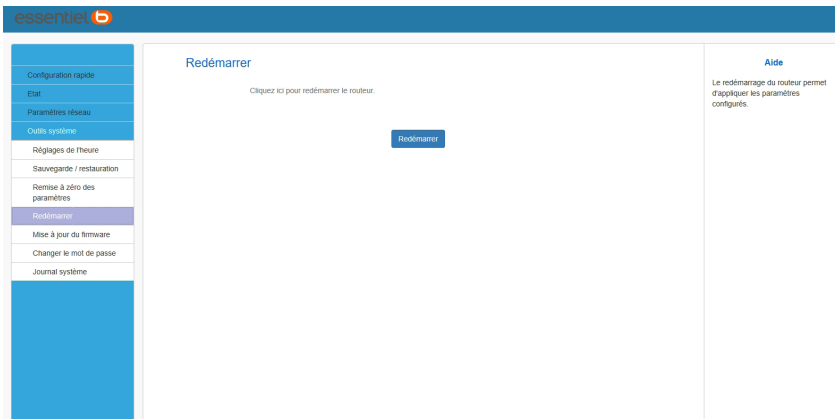 essentiel b
Configuration rapide
Etat
Paramètres réseau
Outils système
Réglages de l'heure
Sauvegarde / restauration
Remise à zéro des
paramètres
Redémarrer
Mise à jour du firmware
Changer le mot de passe
Journal système
Redémarrer
Cliquez ici pour redémarrer le routeur.
Redémarrer
Aide
Le redémarrage du routeur permet
d'appliquer les paramètres
configurés.